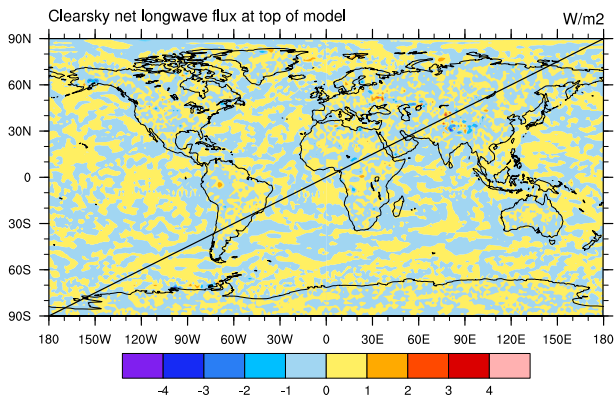 Clearsky net longwave flux at top of model W/m2
90N
60N
30N
0
30S
60S
90S
180 150W 120W 90W 60W 30W 0 30E 60E 90E 120E 150E 180
-4 -3 -2 -1 0 1 2 3 4